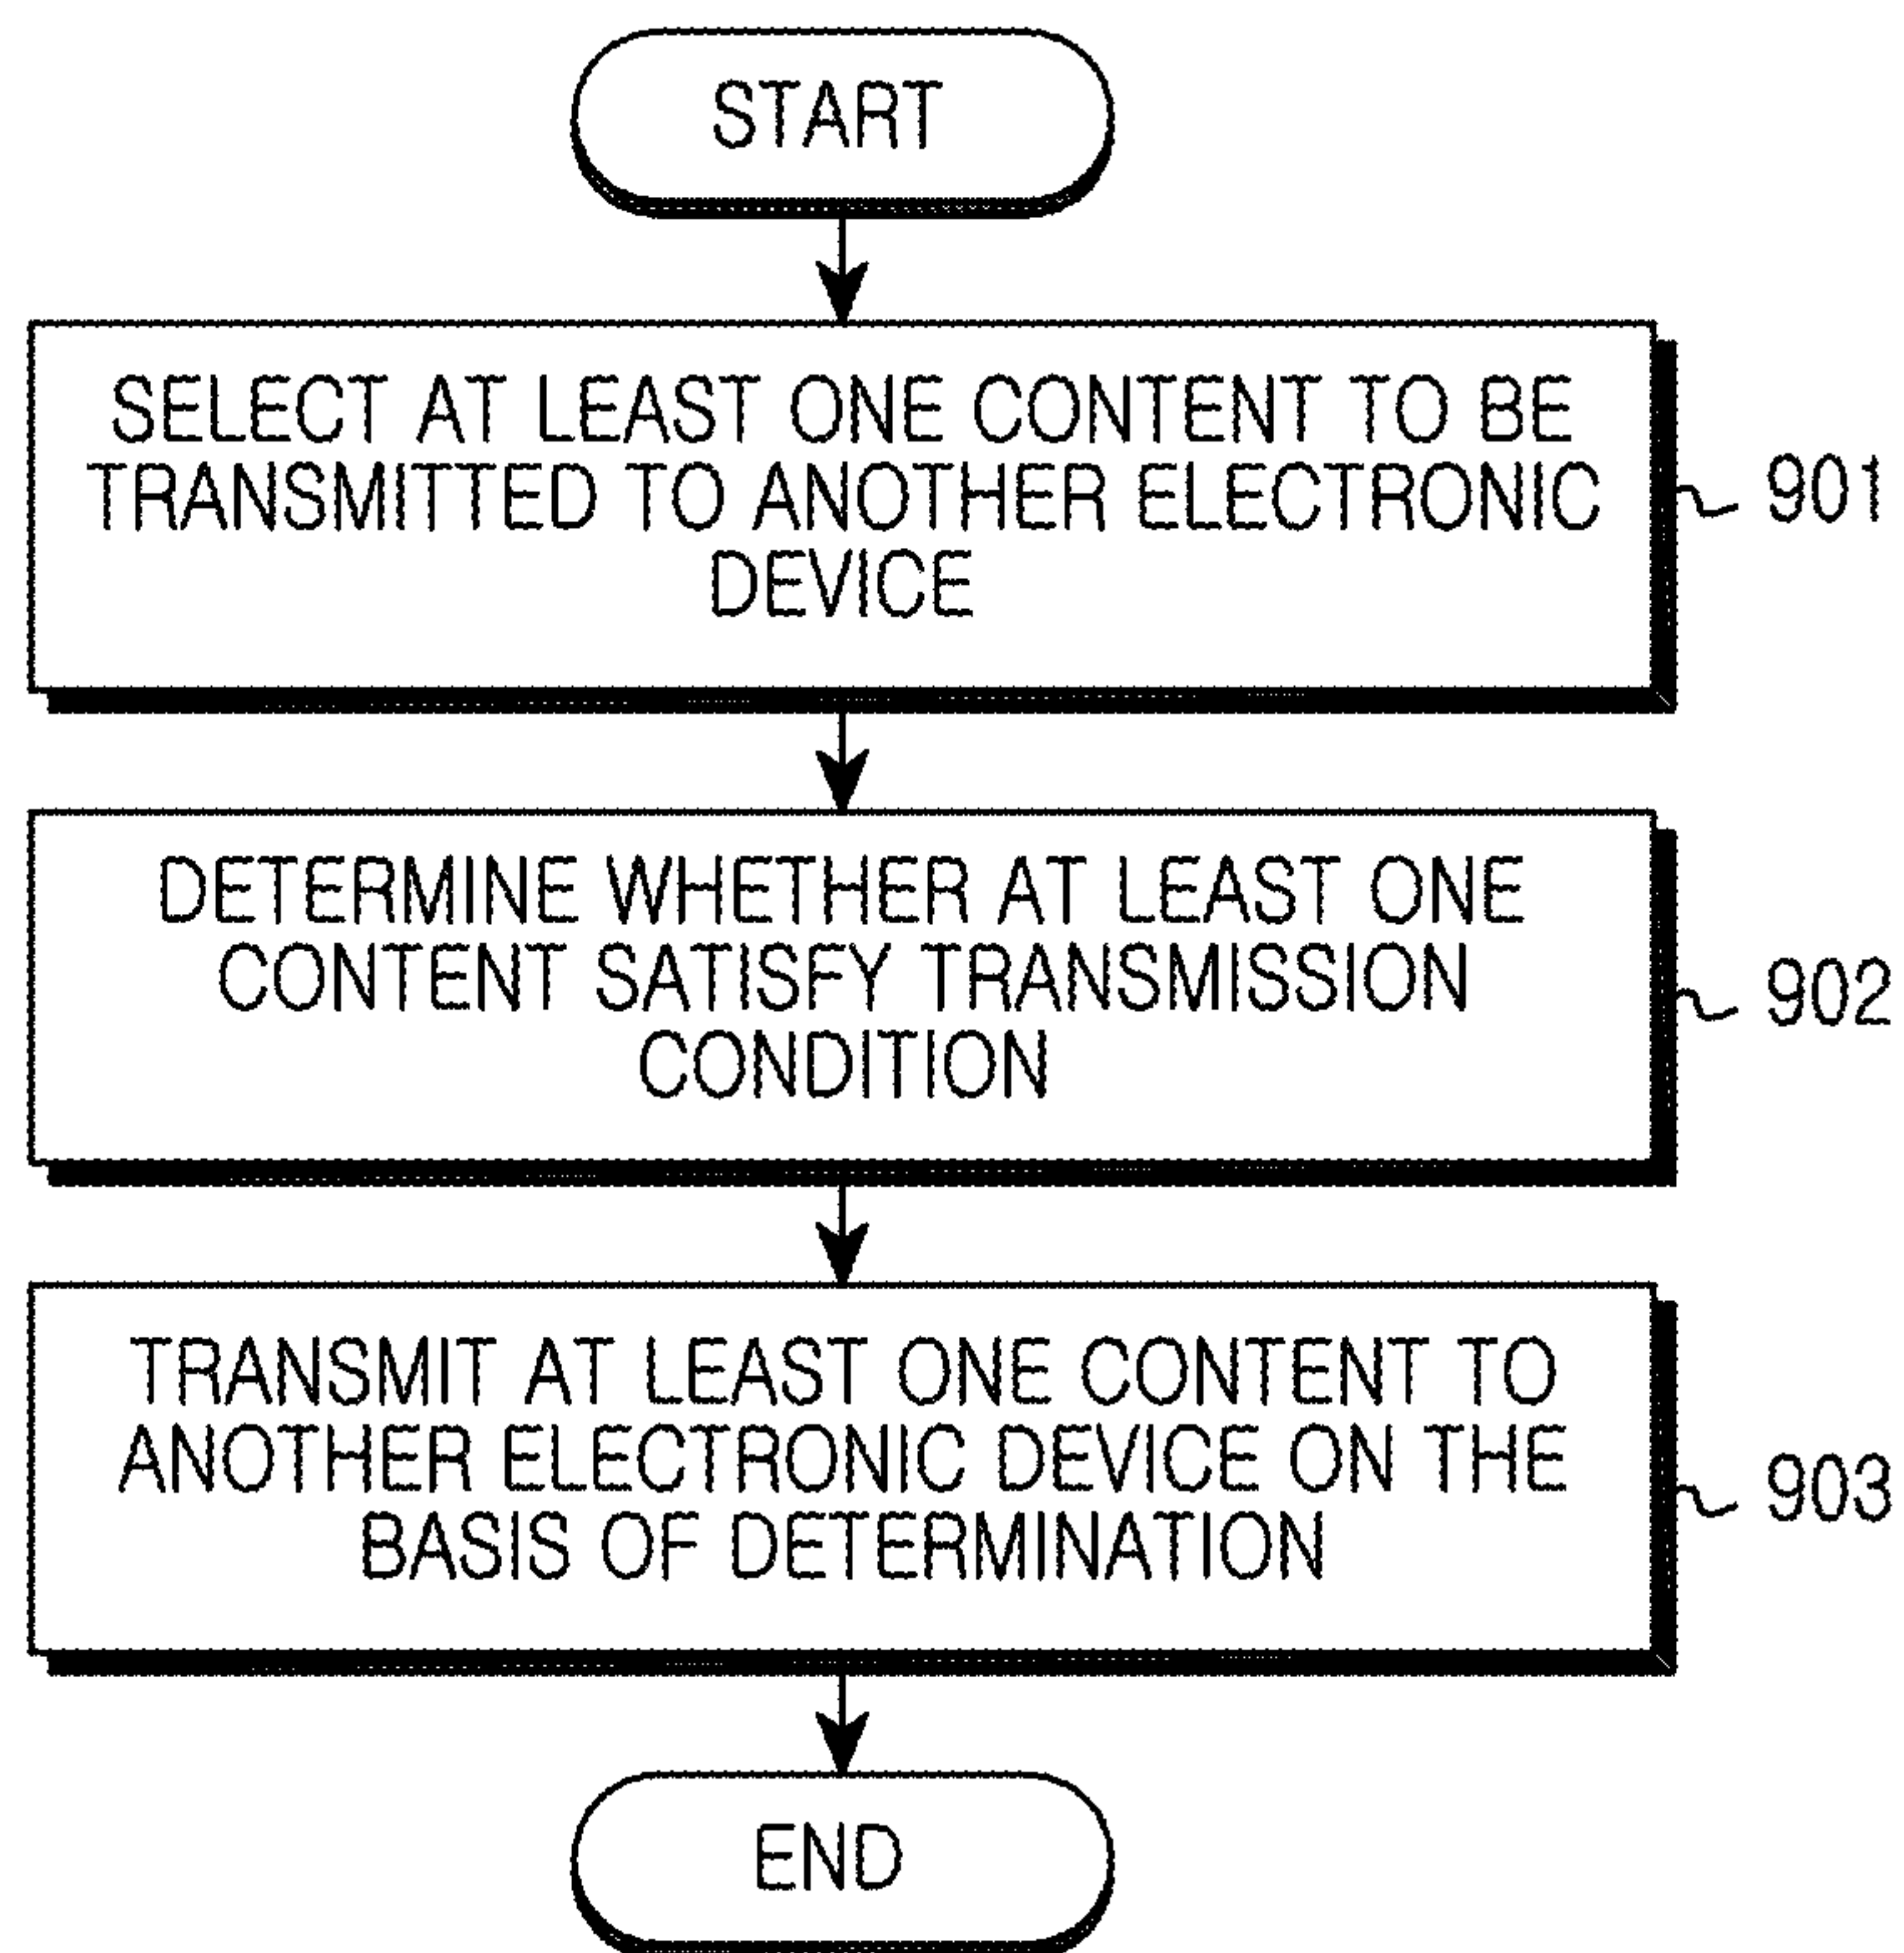 START
SELECT AT LEAST ONE CONTENT TO BE
TRANSMITTED TO ANOTHER ELECTRONIC
DEVICE
901
DETERMINE WHETHER AT LEAST ONE
CONTENT SATISFY TRANSMISSION
CONDITION
902
TRANSMIT AT LEAST ONE CONTENT TO
ANOTHER ELECTRONIC DEVICE ON THE
BASIS OF DETERMINATION
903
END